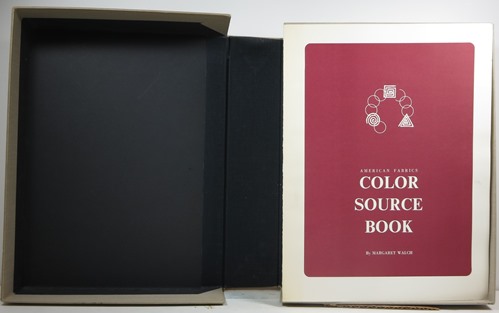 AMERICAN FABRICS
COLOR
SOURCE
BOOK
By MARGARET WALCH